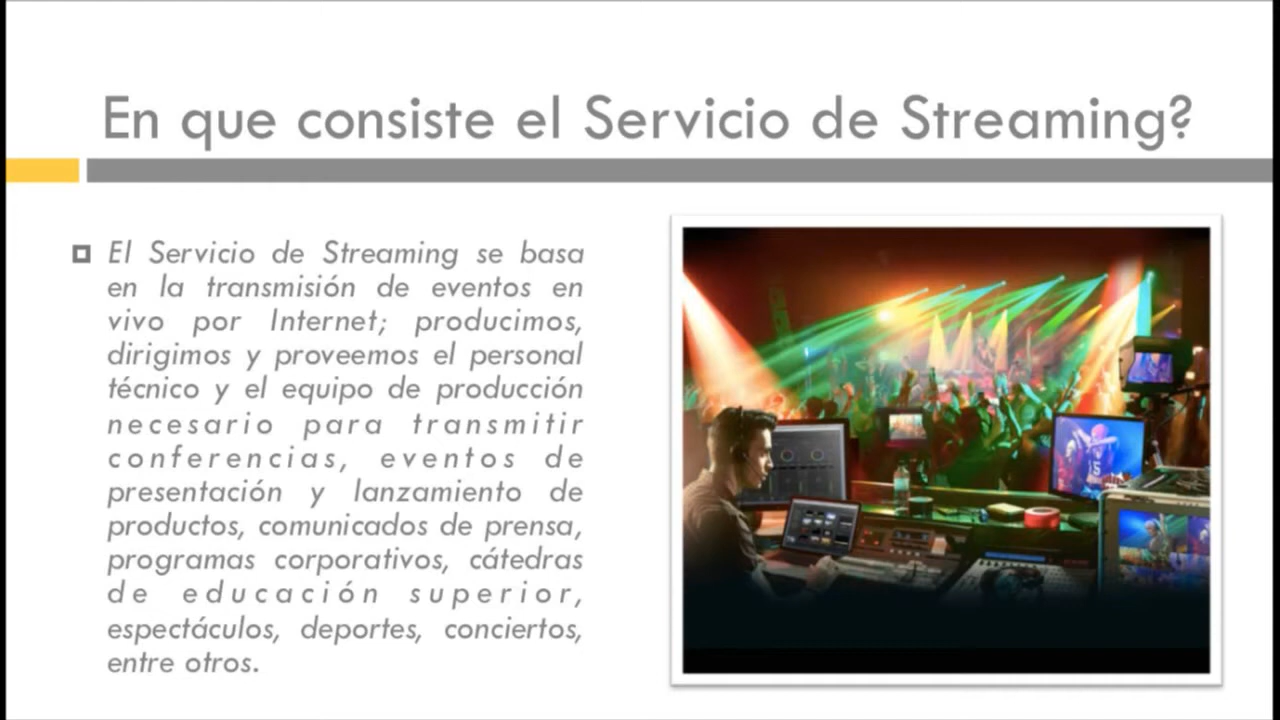 En que consiste el Servicio de Streaming?
El Servicio de Streaming se basa
en la transmisión de eventos en
vivo por Internet; producimos,
dirigimos y proveemos el personal
técnico y el equipo de producción
necesario para transmitir
conferencias, eventos de
presentación y lanzamiento de
productos, comunicados de prensa,
programas corporativos, cátedras
de educación superior,
espectáculos, deportes, conciertos,
entre otros.